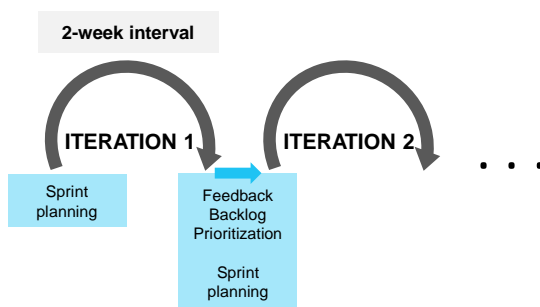 2-week interval
ITERATION 1
ITERATION 2
. . .
Sprint
planning
Feedback
Backlog
Prioritization
Sprint
planning